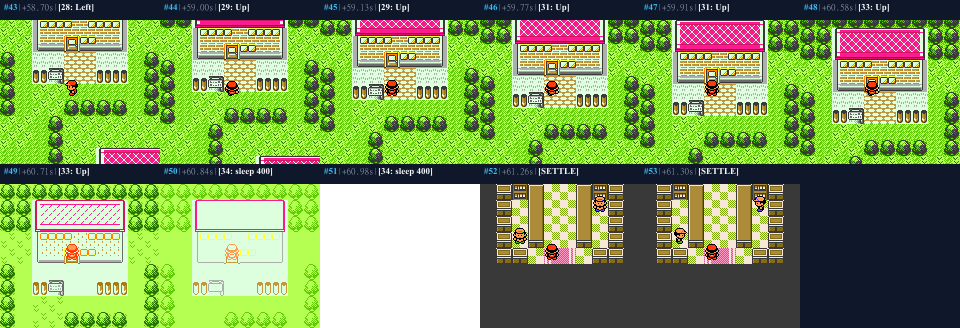 #43|+58.70s|[28: Left]
#44|+59.00s|[29: Up]
#45|+59.13s|[29: Up]
#46|+59.77s|[31: Up]
#47|+59.91s|[31: Up]
#48|+60.58s|[33: Up]
#49|+60.71s|[33: Up]
#50|+60.84s|[34: sleep 400]
#51|+60.98s|[34: sleep 400]
#52|+61.26s|[SETTLE]
#53|+61.30s|[SETTLE]